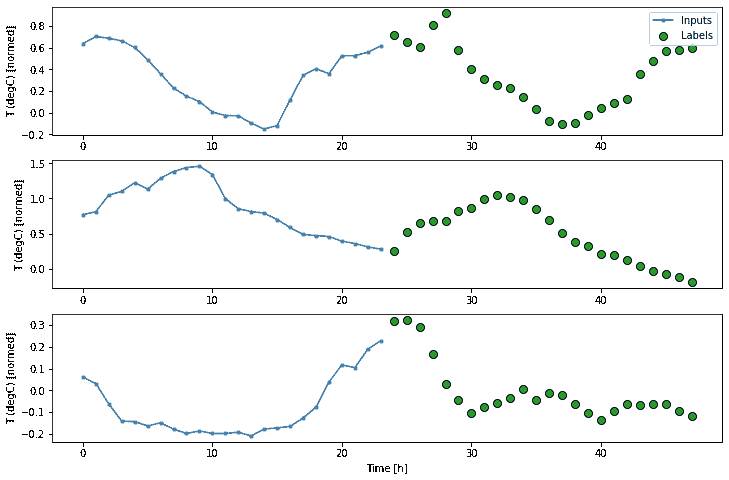 T (degC) [normed]
0.8
0.6
0.4
0.2
0.0
−0.2
0 20 40
10 30
Inputs
Labels
T (degC) [normed]
1.5
1.0
0.5
0.0
0 10 20 30 40
T (degC) [normed]
0.3
0.2
0.1
0.0
−0.1
−0.2
0 10 20 30 40
Time [h]